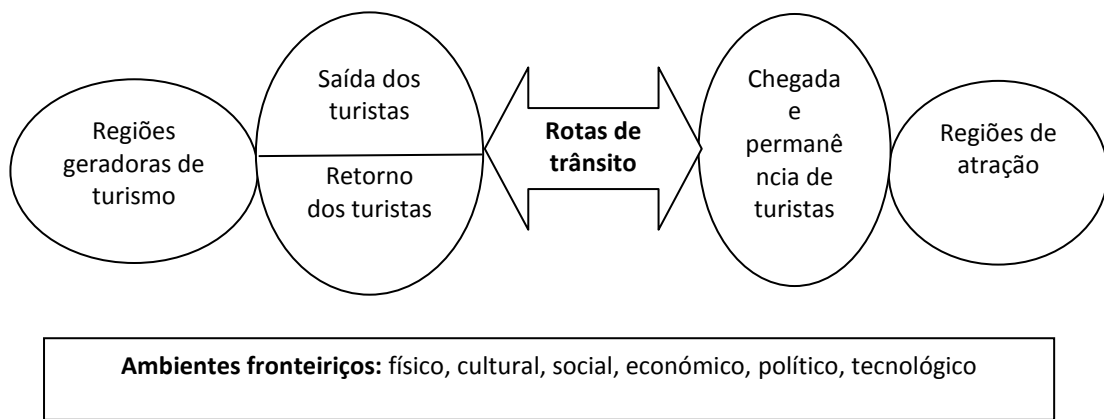 Regiões
geradoras de
turismo
Saída dos
turistas
Retorno
dos turistas
Rotas de
trânsito
Chegada
e
permanê
ncia de
turistas
Regiões de
atração
Ambientes fronteiriços: físico, cultural, social, económico, político, tecnológico